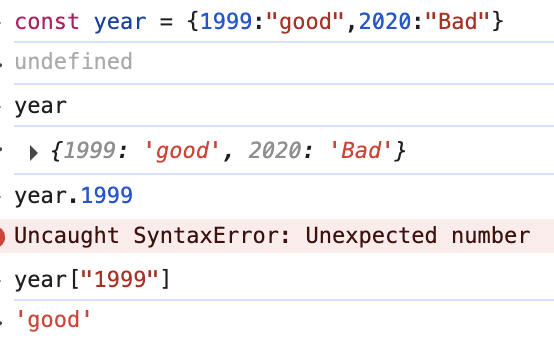 const year = {1999:"good",2020:"Bad"}
undefined
year
{1999: 'good', 2020: 'Bad'}
year.1999
Uncaught SyntaxError: Unexpected number
year["1999"]
'good'